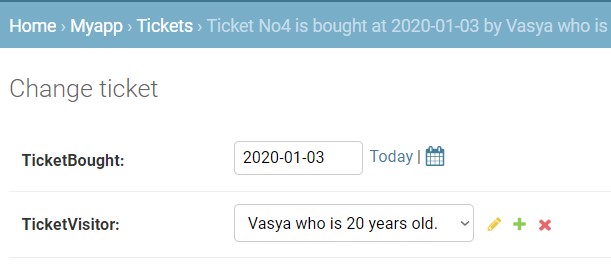 Home › Myapp › Tickets › Ticket No4 is bought at 2020-01-03 by Vasya who is
Change ticket
TicketBought: 2020-01-03 Today |
TicketVisitor: Vasya who is 20 years old.